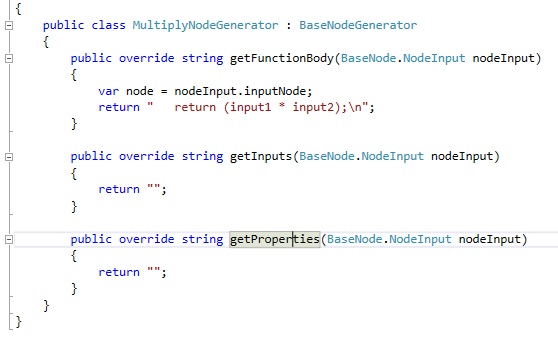 {
    public class MultiplyNodeGenerator : BaseNodeGenerator
    {
        public override string getFunctionBody(BaseNode.NodeInput nodeInput)
        {
            var node = nodeInput.inputNode;
            return "   return (input1 * input2);\n";
        }

        public override string getInputs(BaseNode.NodeInput nodeInput)
        {
            return "";
        }

        public override string getProperties(BaseNode.NodeInput nodeInput)
        {
            return "";
        }
    }
}